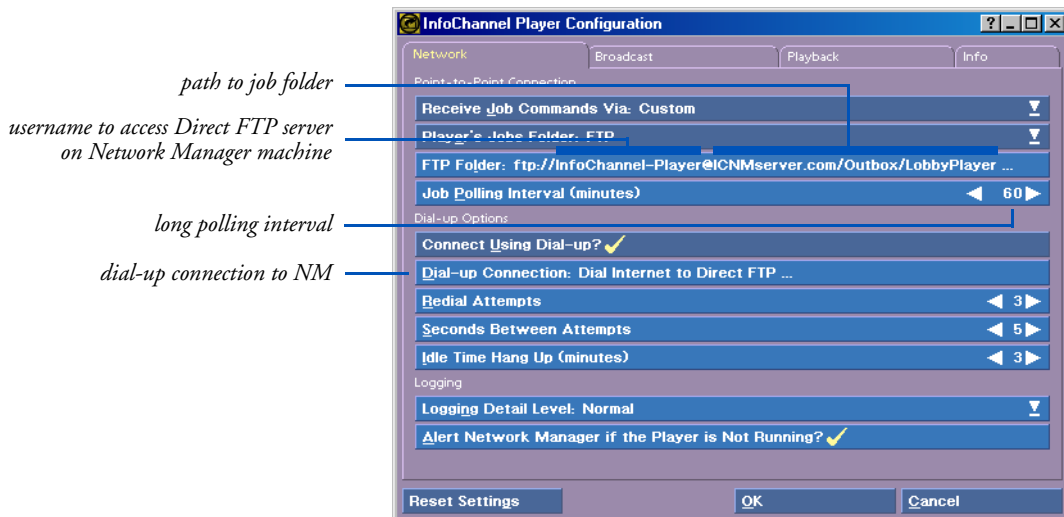 InfoChannel Player Configuration
Network Broadcast Playback Info
Point-to-Point Connection
path to job folder
Receive Job Commands Via: Custom
username to access Direct FTP server
on Network Manager machine
Player's Jobs Folder: FTP
FTP Folder: ftp://InfoChannel-Player@ICNMserver.com/Outbox/LobbyPlayer ...
Job Polling Interval (minutes) 60
long polling interval
Dial-up Options
Connect Using Dial-up?
dial-up connection to NM
Dial-up Connection: Dial Internet to Direct FTP ...
Redial Attempts 3
Seconds Between Attempts 5
Idle Time Hang Up (minutes) 3
Logging
Logging Detail Level: Normal
Alert Network Manager if the Player is Not Running?
Reset Settings OK Cancel